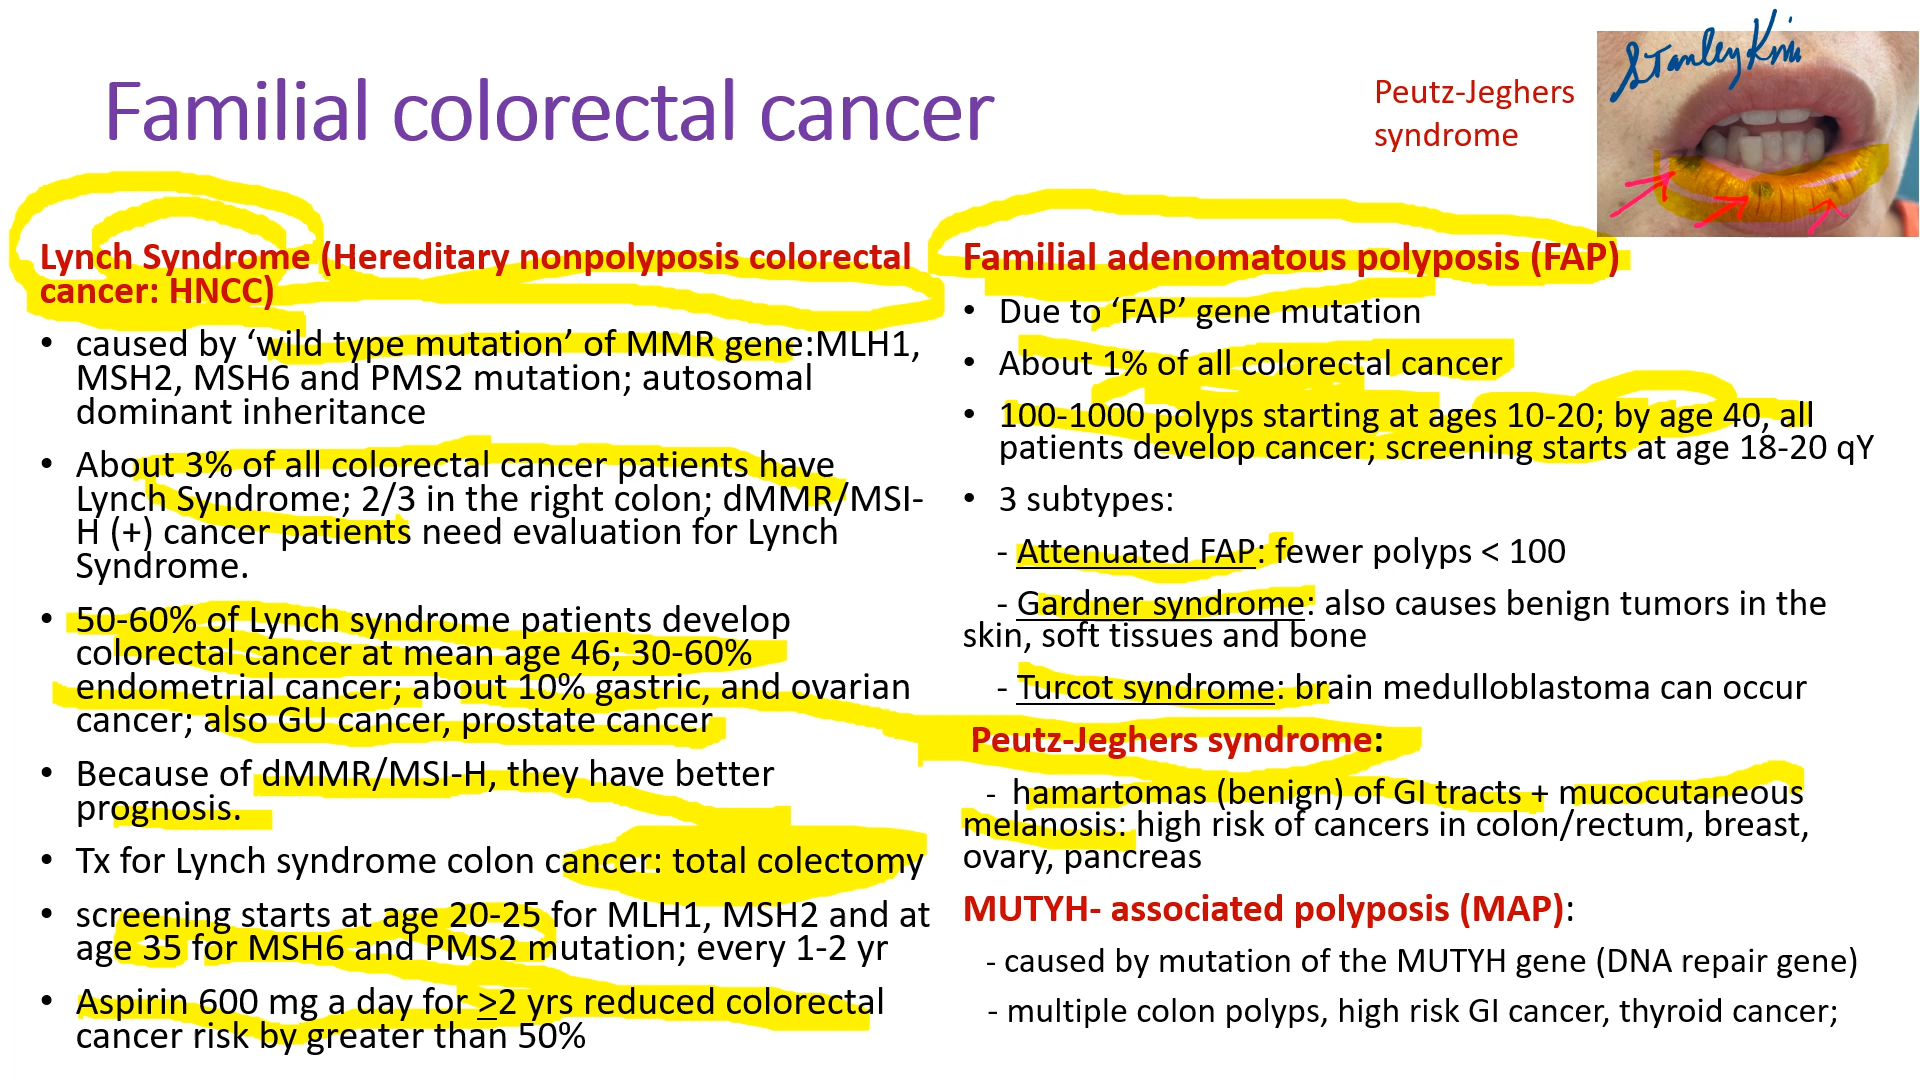 Familial colorectal cancer
Peutz-Jeghers
syndrome
Stanley Kim
Lynch Syndrome (Hereditary nonpolyposis colorectal
cancer: HNCC)
• caused by ‘wild type mutation’ of MMR gene:MLH1,
MSH2, MSH6 and PMS2 mutation; autosomal
dominant inheritance
• About 3% of all colorectal cancer patients have
Lynch Syndrome; 2/3 in the right colon; dMMR/MSI-
H (+) cancer patients need evaluation for Lynch
Syndrome.
• 50-60% of Lynch syndrome patients develop
colorectal cancer at mean age 46; 30-60%
endometrial cancer; about 10% gastric, and ovarian
cancer; also GU cancer, prostate cancer
• Because of dMMR/MSI-H, they have better
prognosis.
• Tx for Lynch syndrome colon cancer: total colectomy
• screening starts at age 20-25 for MLH1, MSH2 and at
age 35 for MSH6 and PMS2 mutation; every 1-2 yr
• Aspirin 600 mg a day for >2 yrs reduced colorectal
cancer risk by greater than 50%
Familial adenomatous polyposis (FAP)
• Due to ‘FAP’ gene mutation
• About 1% of all colorectal cancer
• 100-1000 polyps starting at ages 10-20; by age 40, all
patients develop cancer; screening starts at age 18-20 qY
• 3 subtypes:
- Attenuated FAP: fewer polyps < 100
- Gardner syndrome: also causes benign tumors in the
skin, soft tissues and bone
- Turcot syndrome: brain medulloblastoma can occur
Peutz-Jeghers syndrome:
- hamartomas (benign) of GI tracts + mucocutaneous
melanosis: high risk of cancers in colon/rectum, breast,
ovary, pancreas
MUTYH- associated polyposis (MAP):
- caused by mutation of the MUTYH gene (DNA repair gene)
- multiple colon polyps, high risk GI cancer, thyroid cancer;